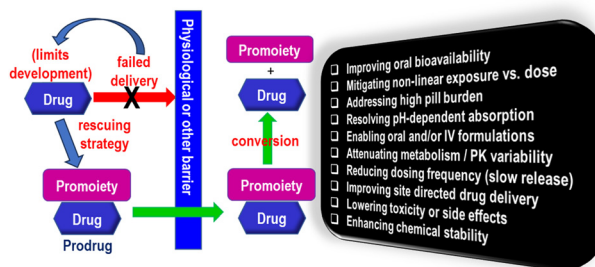 (limits
development)
failed
delivery
Drug
X
rescuing
strategy
Promoiety
Drug
Prodrug
Physiological or other barrier
Promoiety
+
Drug
conversion
Promoiety
Drug
❑ Improving oral bioavailability
❑ Mitigating non-linear exposure vs. dose
❑ Addressing high pill burden
❑ Resolving pH-dependent absorption
❑ Enabling oral and/or IV formulations
❑ Attenuating metabolism / PK variability
❑ Reducing dosing frequency (slow release)
❑ Improving site directed drug delivery
❑ Lowering toxicity or side effects
❑ Enhancing chemical stability